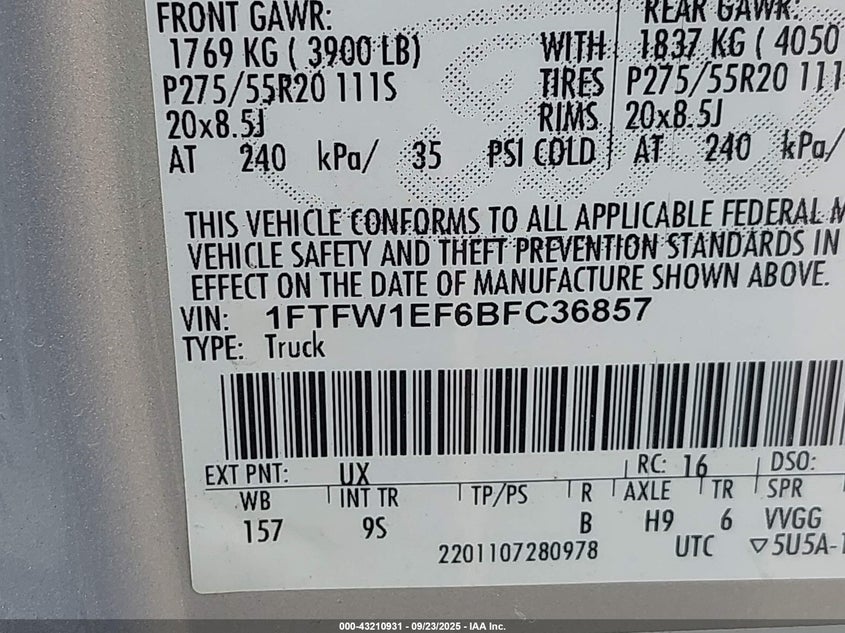 FRONT GAWR: REAR GAWR:
1769 KG ( 3900 LB) WITH 1837 KG ( 4050
P275/55R20 111S TIRES P275/55R20 111
20x8.5J RIMS 20x8.5J
AT 240 kPa/ 35 PSI COLD AT 240 kPa/
THIS VEHICLE CONFORMS TO ALL APPLICABLE FEDERAL M
VEHICLE SAFETY AND THEFT PREVENTION STANDARDS IN
EFFECT ON THE DATE OF MANUFACTURE SHOWN ABOVE.
VIN: 1FTFW1EF6BFC36857
TYPE: Truck
EXT PNT: UX RC: 16 DSO:
WB INT TR TP/PS R AXLE TR SPR
157 9S B H9 6 VVGG
2201107280978 UTC ▽5U5A-1
000-43210931 - 09/23/2025 - IAA Inc.